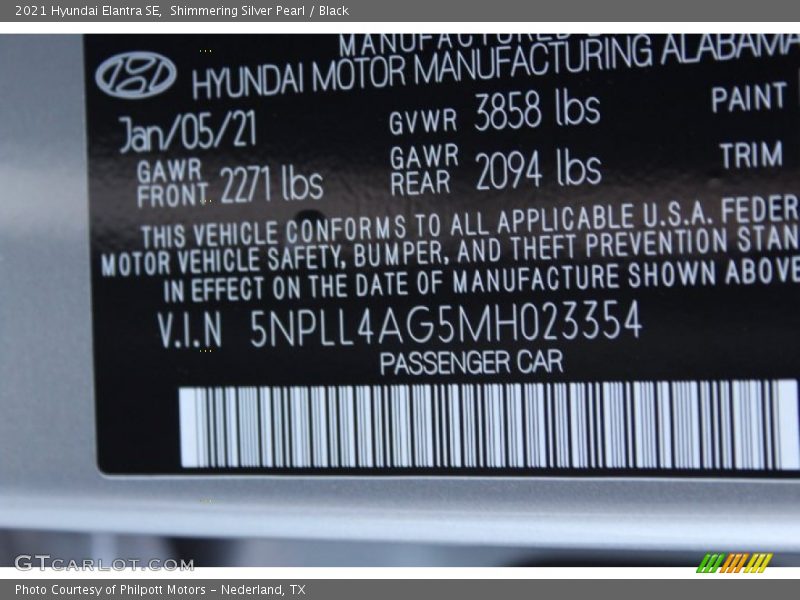 2021 Hyundai Elantra SE, Shimmering Silver Pearl / Black
MANUFACTURED
HYUNDAI MOTOR MANUFACTURING ALABAMA
Jan/05/21 GVWR 3858 lbs PAINT
GAWR FRONT 2271 lbs GAWR REAR 2094 lbs TRIM
THIS VEHICLE CONFORMS TO ALL APPLICABLE U.S.A. FEDER
MOTOR VEHICLE SAFETY, BUMPER, AND THEFT PREVENTION STAN
IN EFFECT ON THE DATE OF MANUFACTURE SHOWN ABOVE
V.I.N 5NPLL4AG5MH023354
PASSENGER CAR
GTCARLOT.COM
Photo Courtesy of Philpott Motors - Nederland, TX